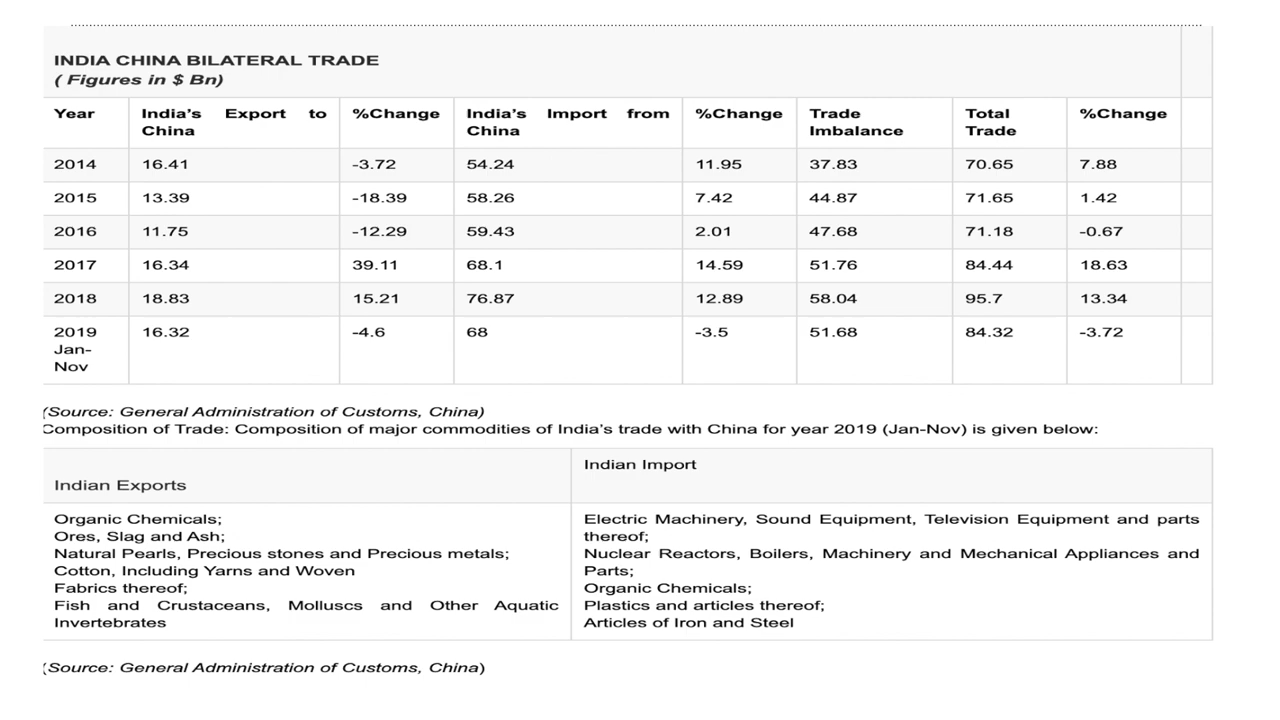 INDIA CHINA BILATERAL TRADE
( Figures in $ Bn)
Year India's Export to China %Change India's Import from China %Change Trade Imbalance Total Trade %Change
2014 16.41 -3.72 54.24 11.95 37.83 70.65 7.88
2015 13.39 -18.39 58.26 7.42 44.87 71.65 1.42
2016 11.75 -12.29 59.43 2.01 47.68 71.18 -0.67
2017 16.34 39.11 68.1 14.59 51.76 84.44 18.63
2018 18.83 15.21 76.87 12.89 58.04 95.7 13.34
2019 Jan-Nov 16.32 -4.6 68 -3.5 51.68 84.32 -3.72
(Source: General Administration of Customs, China)
Composition of Trade: Composition of major commodities of India's trade with China for year 2019 (Jan-Nov) is given below:
Indian Exports
Organic Chemicals;
Ores, Slag and Ash;
Natural Pearls, Precious stones and Precious metals;
Cotton, Including Yarns and Woven
Fabrics thereof;
Fish and Crustaceans, Molluscs and Other Aquatic
Invertebrates
Indian Import
Electric Machinery, Sound Equipment, Television Equipment and parts
thereof;
Nuclear Reactors, Boilers, Machinery and Mechanical Appliances and
Parts;
Organic Chemicals;
Plastics and articles thereof;
Articles of Iron and Steel
(Source: General Administration of Customs, China)